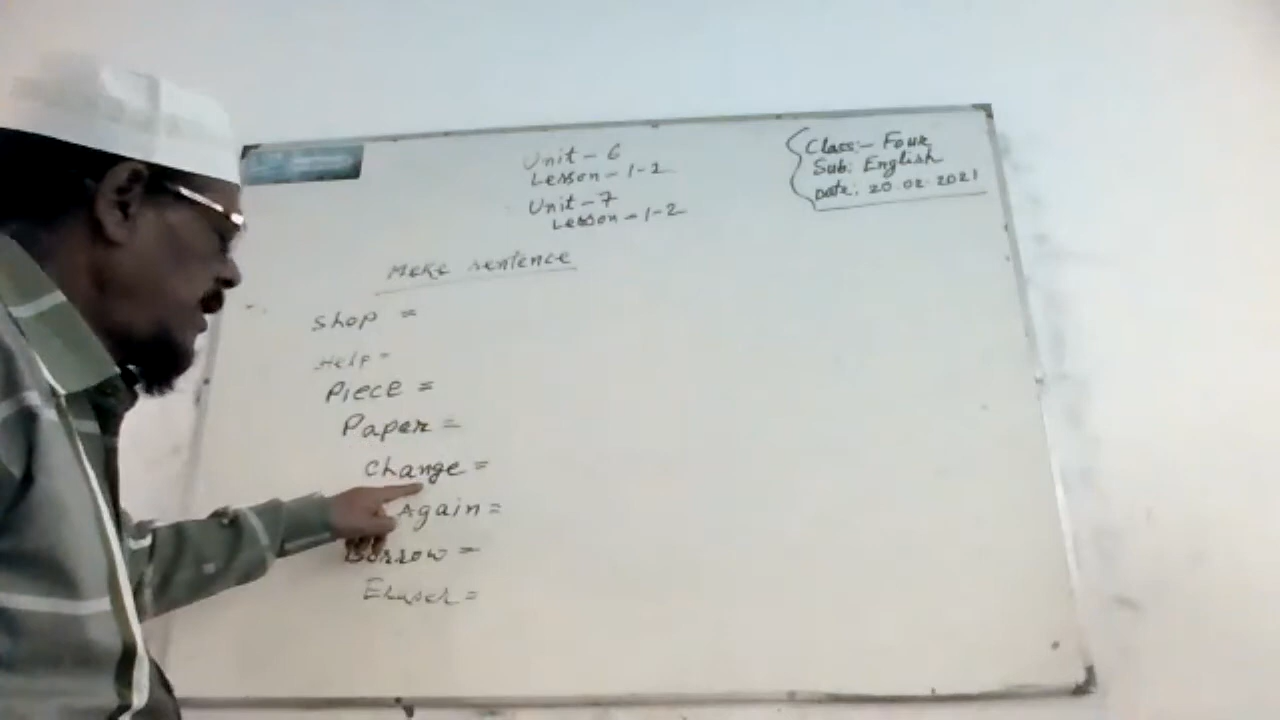 Unit - 6
Lesson - 1-2
Unit - 7
Lesson - 1-2
Class:- Four
Sub: English
Date: 20.02.2021
Make sentence
Shop =
Help =
Piece =
Paper =
Change =
Again =
Borrow =
Eraser =